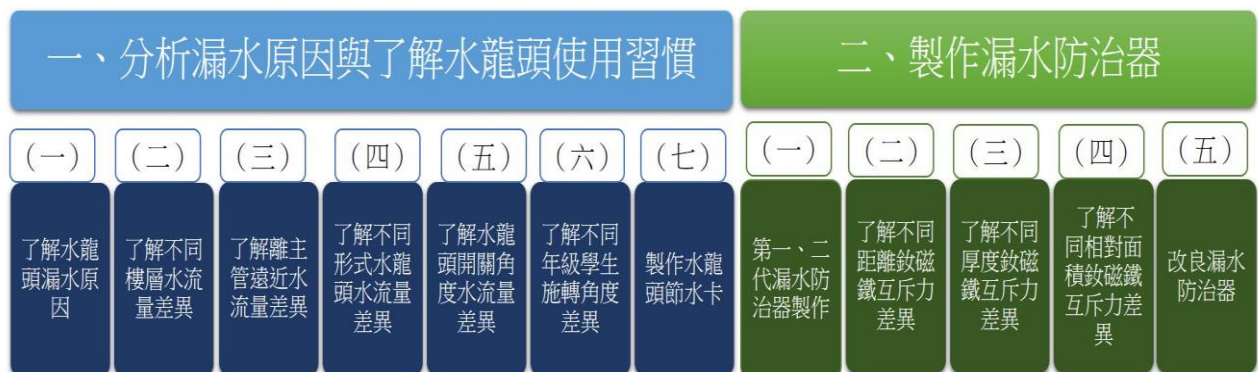 一、分析漏水原因與了解水龍頭使用習慣
二、製作漏水防治器
（一）
（二）
（三）
（四）
（五）
（六）
（七）
（一）
（二）
（三）
（四）
（五）
了解水龍
頭漏水原
因
了解不同
樓層水流
量差異
了解離主
管遠近水
流量差異
了解不同
形式水龍
頭水流量
差異
了解水龍
頭開關角
度水流量
差異
了解不同
年級學生
施轉角度
差異
製作水龍
頭節水卡
第一、二
代漏水防
治器製作
了解不同
距離釹磁
鐵互斥力
差異
了解不同
厚度釹磁
鐵互斥力
差異
了解不
同相對面
積釹磁鐵
互斥力差
異
改良漏水
防治器